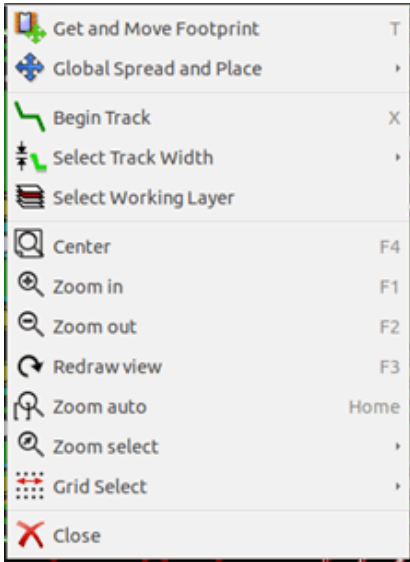 Get and Move Footprint T
Global Spread and Place
Begin Track X
Select Track Width
Select Working Layer
Center F4
Zoom in F1
Zoom out F2
Redraw view F3
Zoom auto Home
Zoom select
Grid Select
Close